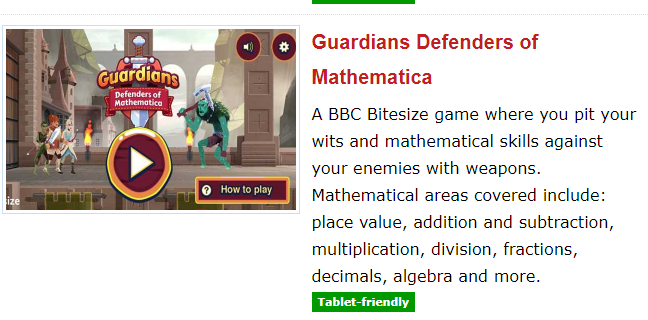 Guardians
Defenders of
Mathematica
? How to play
size
Guardians Defenders of
Mathematica
A BBC Bitesize game where you pit your
wits and mathematical skills against
your enemies with weapons.
Mathematical areas covered include:
place value, addition and subtraction,
multiplication, division, fractions,
decimals, algebra and more.
Tablet-friendly